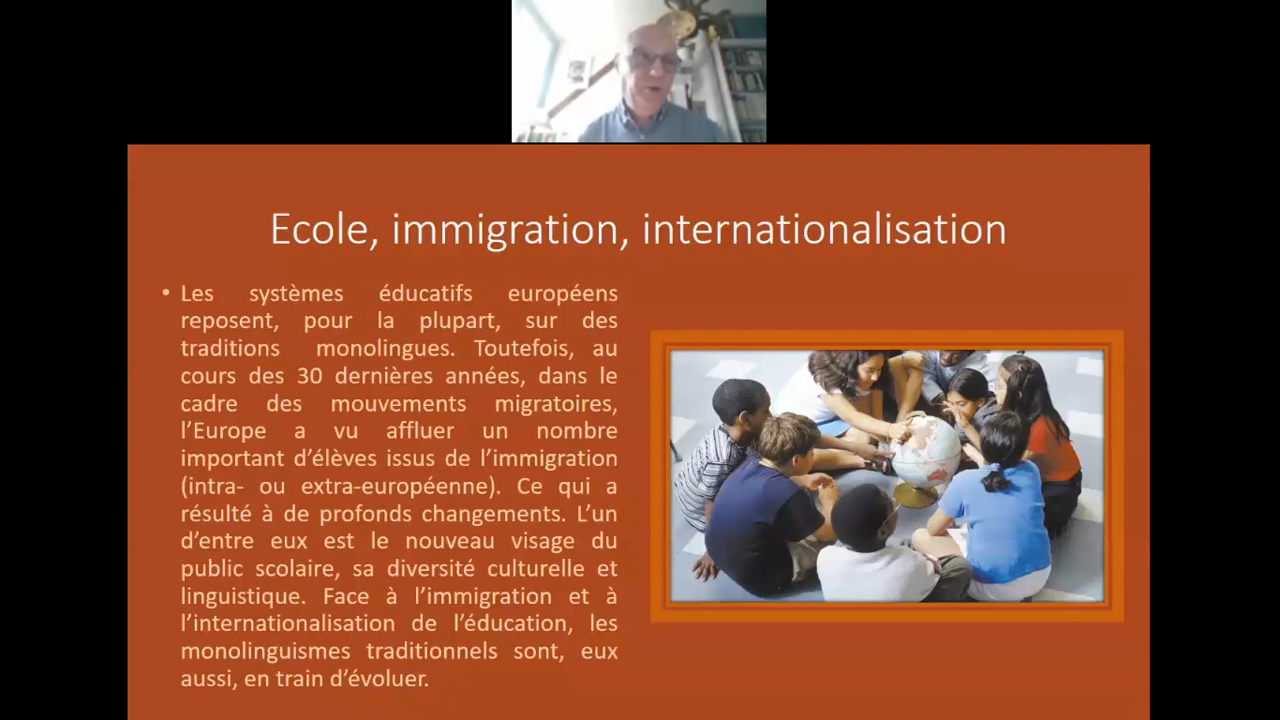 Ecole, immigration, internationalisation
• Les systèmes éducatifs européens
reposent, pour la plupart, sur des
traditions monolingues. Toutefois, au
cours des 30 dernières années, dans le
cadre des mouvements migratoires,
l’Europe a vu affluer un nombre
important d’élèves issus de l’immigration
(intra- ou extra-européenne). Ce qui a
résulté à de profonds changements. L’un
d’entre eux est le nouveau visage du
public scolaire, sa diversité culturelle et
linguistique. Face à l’immigration et à
l’internationalisation de l’éducation, les
monolinguismes traditionnels sont, eux
aussi, en train d’évoluer.